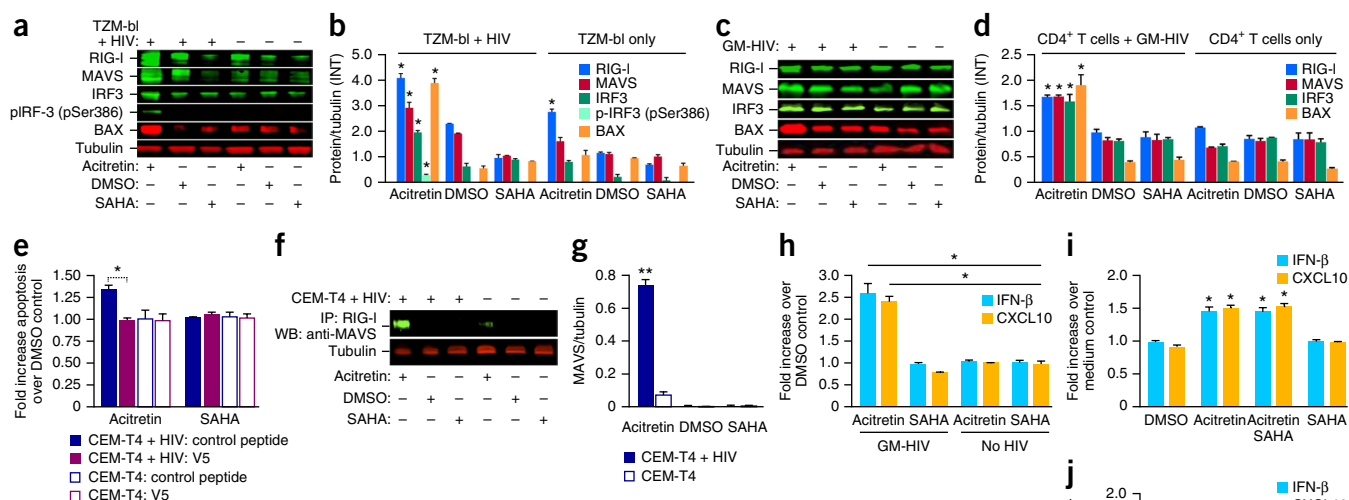 a
TZM-bl
+ HIV: + + + − − −
RIG-I
MAVS
IRF3
pIRF-3 (pSer386)
BAX
Tubulin
Acitretin: + − − + − −
DMSO: − + − − + −
SAHA: − − + − − +
b
TZM-bl + HIV TZM-bl only
Protein/tubulin (INT)
5.0
4.0
3.0
2.0
1.0
0
* * * * * *
RIG-I
MAVS
IRF3
p-IRF3 (pSer386)
BAX
Acitretin DMSO SAHA Acitretin DMSO SAHA
c
GM-HIV: + + + − − −
RIG-I
MAVS
IRF3
BAX
Tubulin
Acitretin: + − − + − −
DMSO: − + − − + −
SAHA: − − + − − +
d
CD4+ T cells + GM-HIV CD4+ T cells only
Protein/tubulin (INT)
2.5
2.0
1.5
1.0
0.5
0
* * * *
RIG-I
MAVS
IRF3
BAX
Acitretin DMSO SAHA Acitretin DMSO SAHA
e
Fold increase apoptosis
over DMSO control
1.50
1.25
1.00
0.75
0.50
0.25
0.00
*
Acitretin SAHA
CEM-T4 + HIV: control peptide
CEM-T4 + HIV: V5
CEM-T4: control peptide
CEM-T4: V5
f
CEM-T4 + HIV: + + + − − −
IP: RIG-I
WB: anti-MAVS
Tubulin
Acitretin: + − − + − −
DMSO: − + − − + −
SAHA: − − + − − +
g
MAVS/tubulin
0.8
0.6
0.4
0.2
0
**
Acitretin DMSO SAHA
CEM-T4 + HIV
CEM-T4
h
Fold increase over
DMSO control
3.0
2.5
2.0
1.5
1.0
0.5
0
*
*
IFN-β
CXCL10
Acitretin SAHA Acitretin SAHA
GM-HIV No HIV
i
Fold increase over
medium control
2.0
1.5
1.0
0.5
0
IFN-β
CXCL10
* * * *
DMSO Acitretin Acitretin SAHA
SAHA
j
2.0
IFN-β